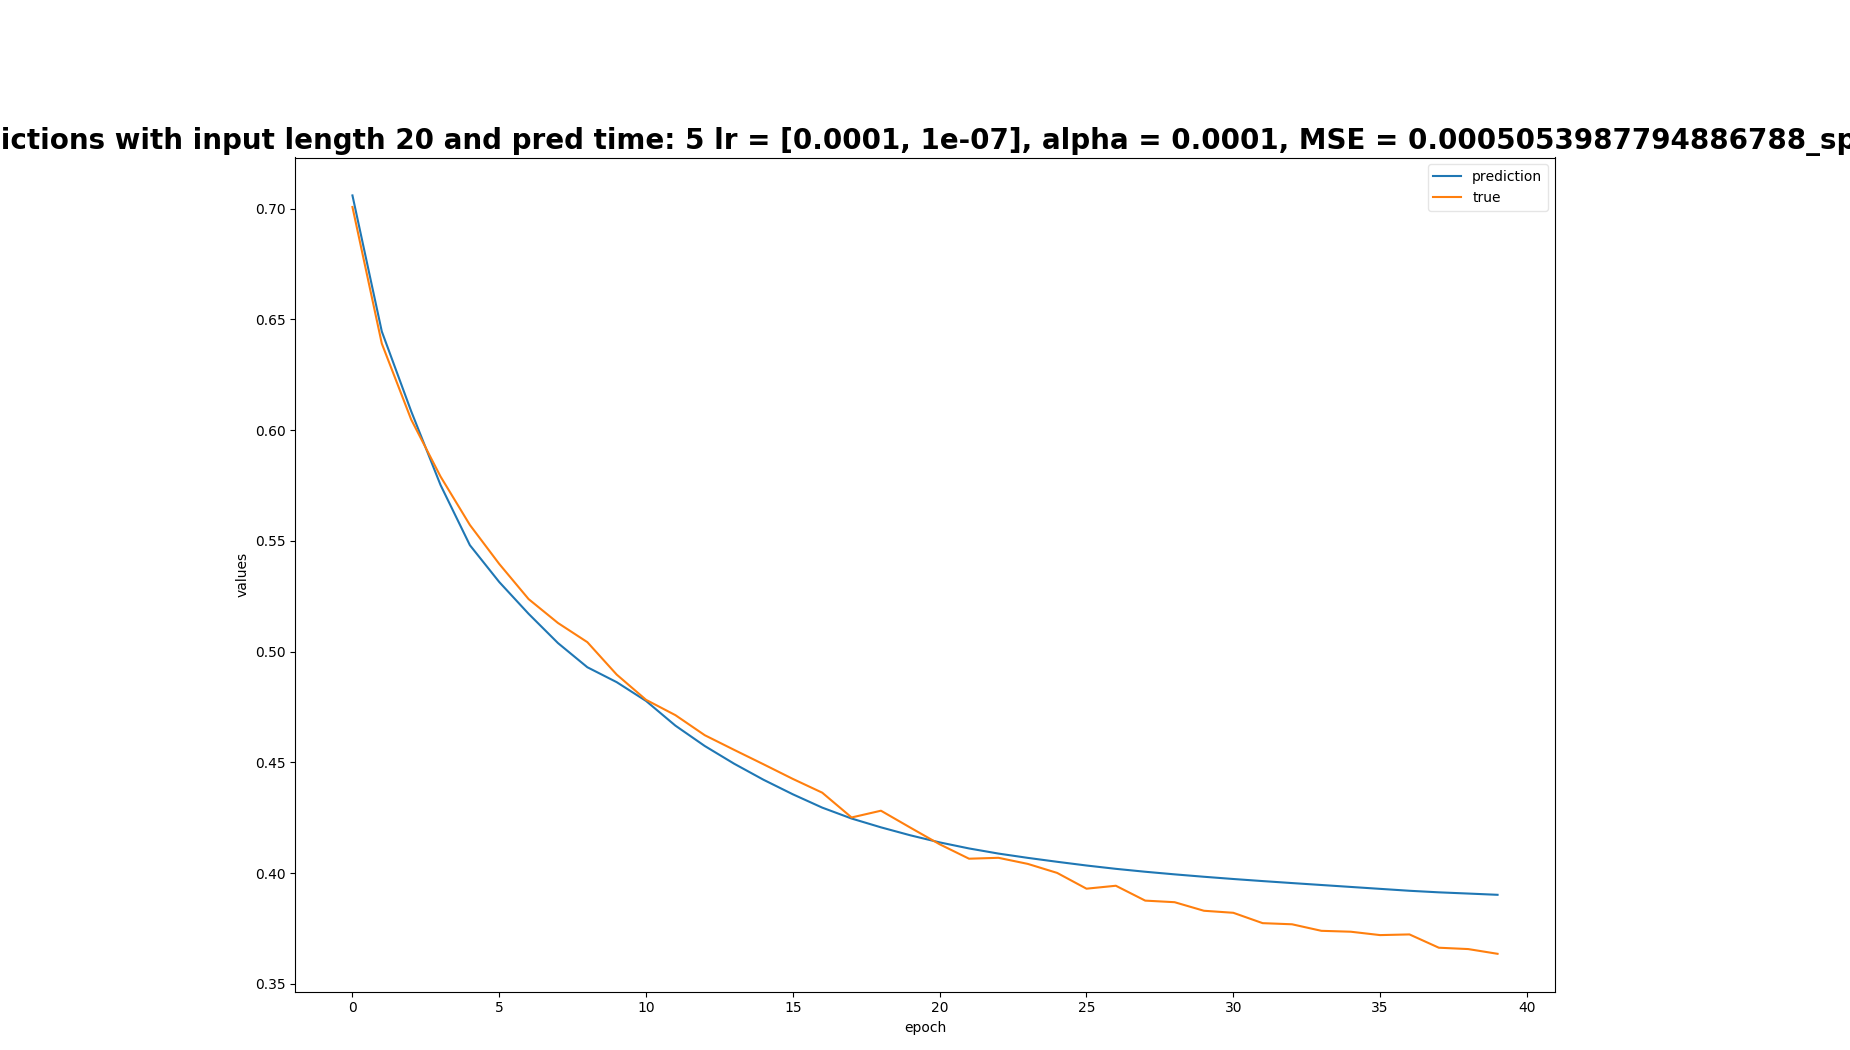 ictions with input length 20 and pred time: 5 lr = [0.0001, 1e-07], alpha = 0.0001, MSE = 0.0005053987794886788_sp
prediction
true
0.70
0.65
0.60
0.55
0.50
0.45
0.40
0.35
values
0 5 10 15 20 25 30 35 40
epoch